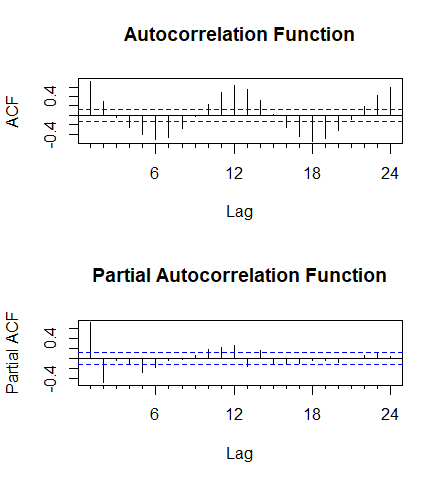 Autocorrelation Function
ACF
0.4
-0.4
6 12 18 24
Lag
Partial Autocorrelation Function
Partial ACF
0.4
-0.4
6 12 18 24
Lag